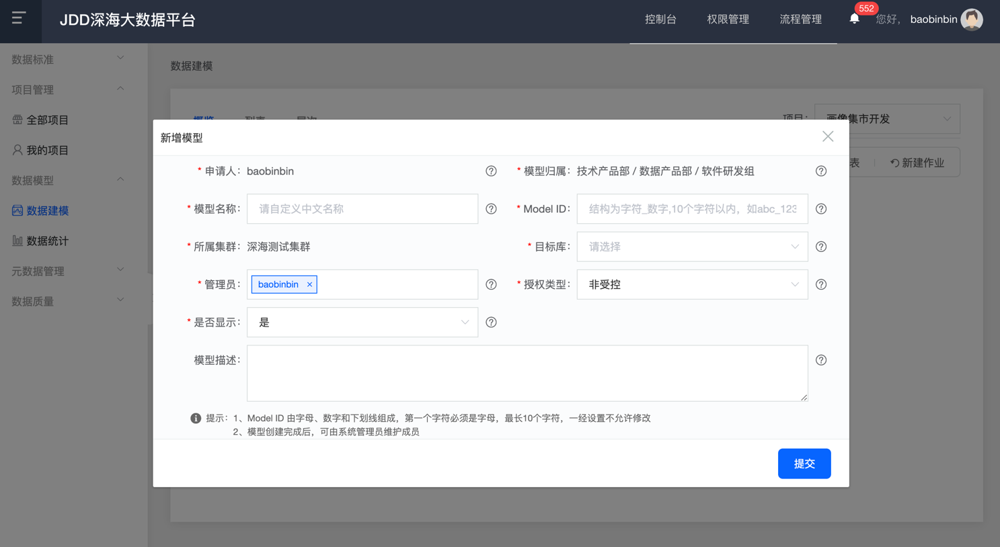 JDD深海大数据平台
控制台
权限管理
流程管理
552
您好,
baobinbin
数据标准
项目管理
全部项目
我的项目
数据模型
数据建模
数据统计
元数据管理
数据质量
数据建模
概览
列表
层次
项目:
画像集市开发
表
新建作业
新增模型
* 申请人: baobinbin
* 模型归属: 技术产品部 / 数据产品部 / 软件研发组
* 模型名称: 请自定义中文名称
* Model ID: 结构为字符_数字,10个字符以内，如abc_123
* 所属集群: 深海测试集群
* 目标库: 请选择
* 管理员: baobinbin ×
* 授权类型: 非受控
* 是否显示: 是
模型描述:
提示: 1、Model ID 由字母、数字和下划线组成，第一个字符必须是字母，最长10个字符，一经设置不允许修改
2、模型创建完成后，可由系统管理员维护成员
提交